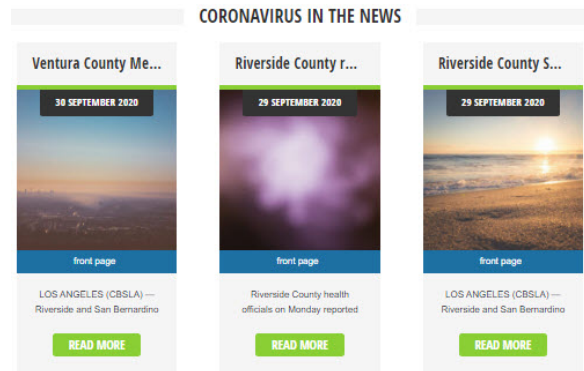 CORONAVIRUS IN THE NEWS
Ventura County Me...
30 SEPTEMBER 2020
front page
LOS ANGELES (CBSLA) —
Riverside and San Bernardino
READ MORE
Riverside County r...
29 SEPTEMBER 2020
front page
Riverside County health
officials on Monday reported
READ MORE
Riverside County S...
29 SEPTEMBER 2020
front page
LOS ANGELES (CBSLA) —
Riverside and San Bernardino
READ MORE